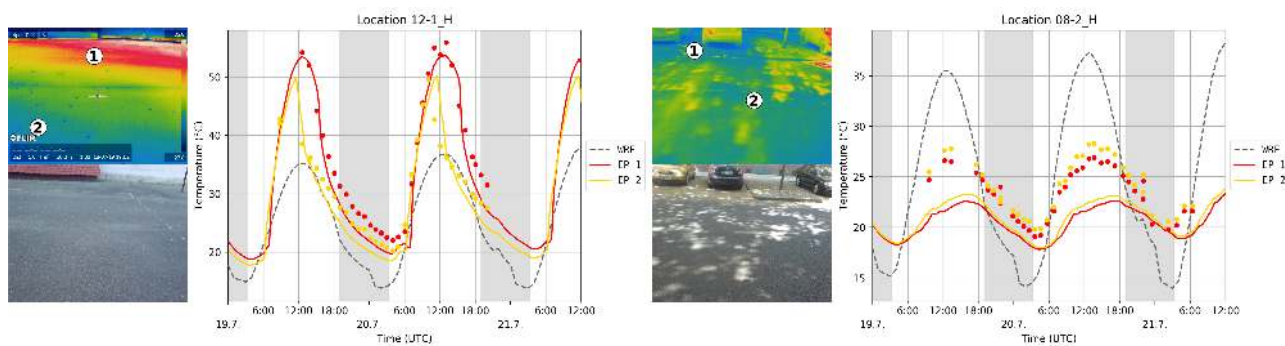 Location 12-1_H
1
2
FLIR
Temperature (°C)
50
40
30
20
6:00 12:00 18:00 6:00 12:00 18:00 6:00 12:00
19.7. 20.7. 21.7.
Time (UTC)
WRF
EP 1
EP 2
Location 08-2_H
1
2
Temperature (°C)
35
30
25
20
15
6:00 12:00 18:00 6:00 12:00 18:00 6:00 12:00
19.7. 20.7. 21.7.
Time (UTC)
WRF
EP 1
EP 2